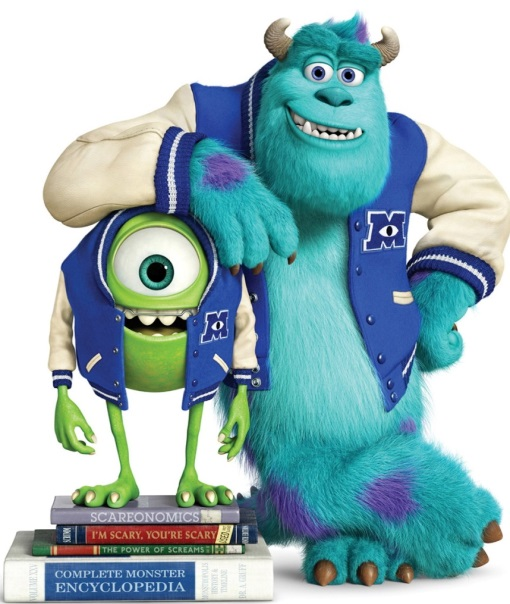 M
M
SCAREONOMICS
I'M SCARY, YOU'RE SCARY
THE POWER OF SCREAMS
COMPLETE MONSTER
ENCYCLOPEDIA